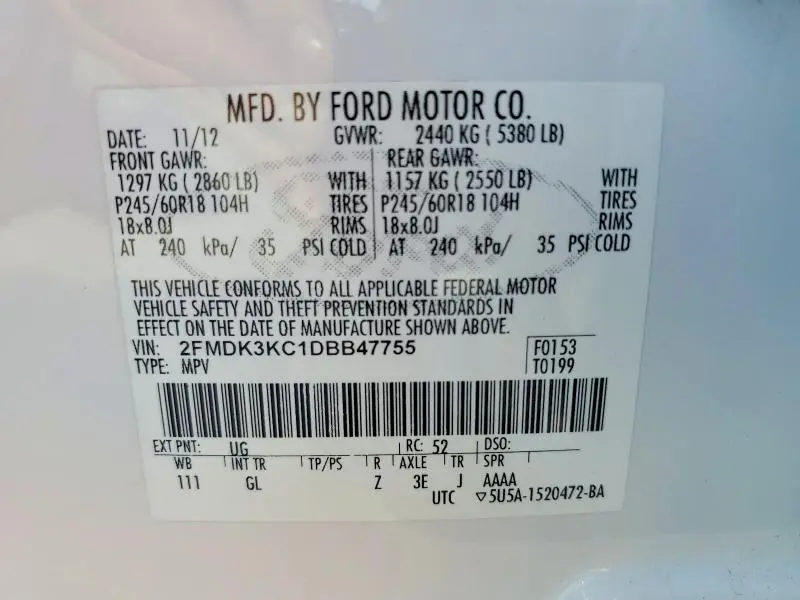 MFD. BY FORD MOTOR CO.
DATE: 11/12 GVWR: 2440 KG ( 5380 LB)
FRONT GAWR: REAR GAWR:
1297 KG ( 2860 LB) WITH 1157 KG ( 2550 LB) WITH
P245/60R18 104H TIRES P245/60R18 104H TIRES
18x8.0J RIMS 18x8.0J RIMS
AT 240 kPa/ 35 PSI COLD AT 240 kPa/ 35 PSI COLD
THIS VEHICLE CONFORMS TO ALL APPLICABLE FEDERAL MOTOR
VEHICLE SAFETY AND THEFT PREVENTION STANDARDS IN
EFFECT ON THE DATE OF MANUFACTURE SHOWN ABOVE.
VIN: 2FMDK3KC1DBB47755 F0153
TYPE: MPV T0199
EXT PNT: UG RC: 52 DSO:
WB INT TR TP/PS R AXLE TR SPR
111 GL Z 3E J AAAA
UTC ▽5U5A-1520472-BA